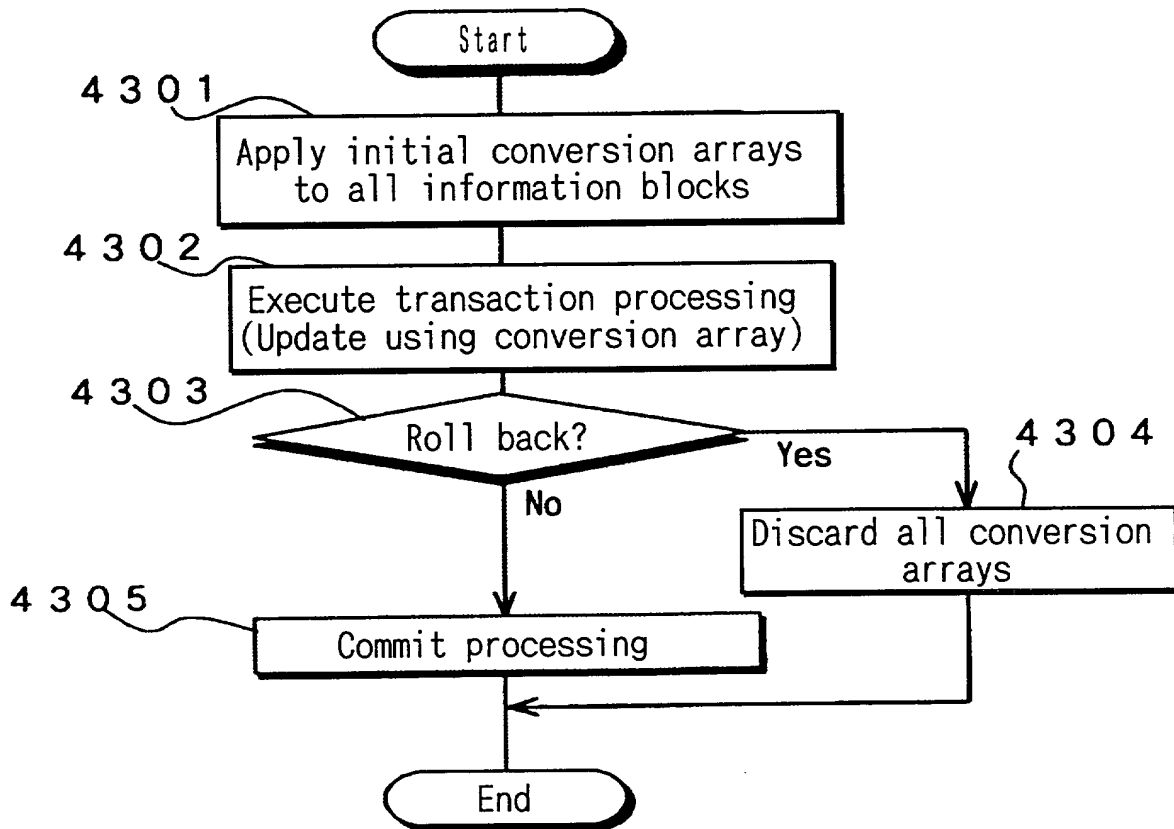 Start
4301
Apply initial conversion arrays
to all information blocks
4302
Execute transaction processing
(Update using conversion array)
4303
Roll back?
Yes
No
4304
Discard all conversion
arrays
4305
Commit processing
End